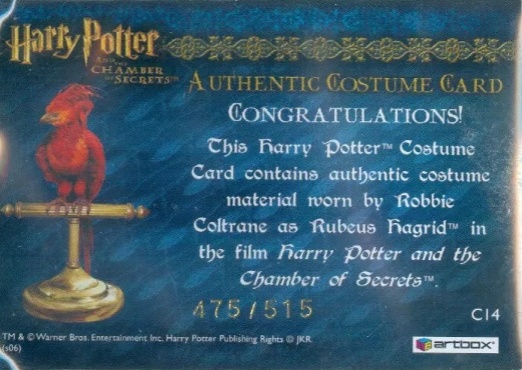 Harry Potter
AND THE
CHAMBER
OF
SECRETS™
AUTHENTIC COSTUME CARD
CONGRATULATIONS!
This Harry Potter™ Costume
Card contains authentic costume
material worn by Robbie
Coltrane as Rubeus Hagrid™ in
the film Harry Potter and the
Chamber of Secrets™.
475/515
C14
TM & © Warner Bros. Entertainment Inc. Harry Potter Publishing Rights © JKR.
(s06)
artbox®